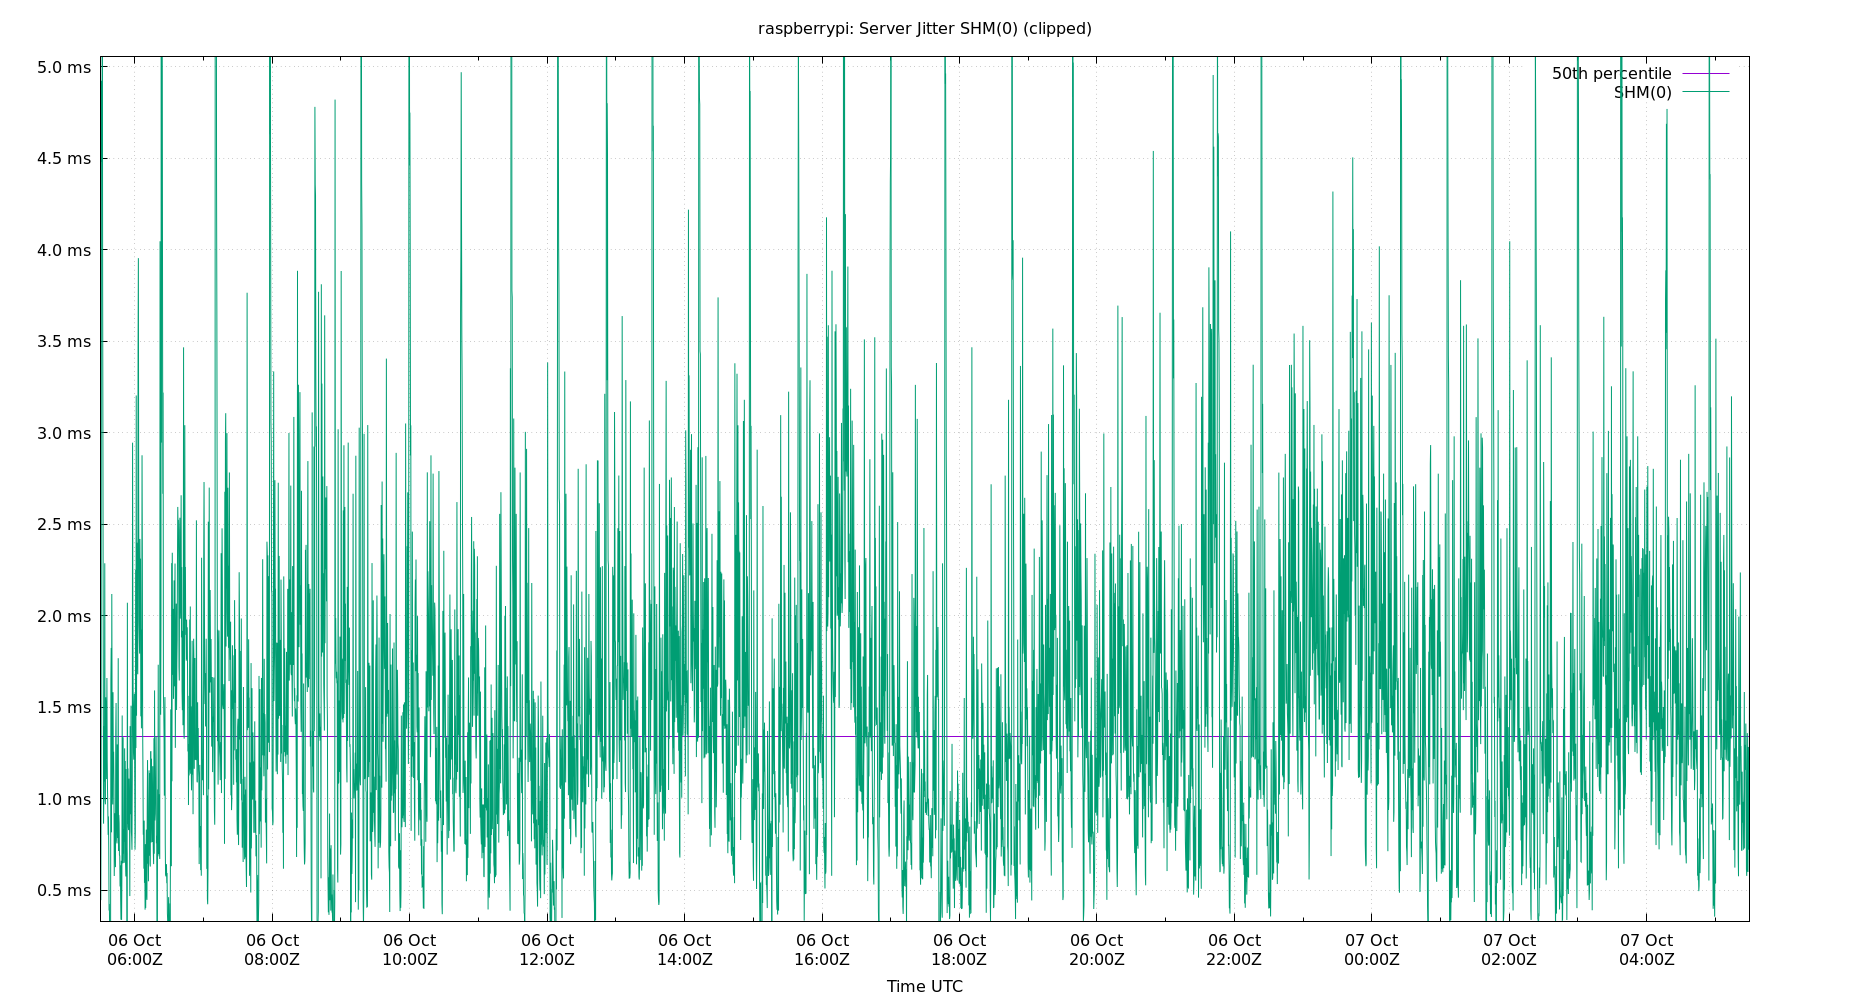 raspberrypi: Server Jitter SHM(0) (clipped)
5.0 ms
50th percentile
SHM(0)
4.5 ms
4.0 ms
3.5 ms
3.0 ms
2.5 ms
2.0 ms
1.5 ms
1.0 ms
0.5 ms
06 Oct 06 Oct 06 Oct 06 Oct 06 Oct 06 Oct 06 Oct 06 Oct 06 Oct 07 Oct 07 Oct 07 Oct
06:00Z 08:00Z 10:00Z 12:00Z 14:00Z 16:00Z 18:00Z 20:00Z 22:00Z 00:00Z 02:00Z 04:00Z
Time UTC